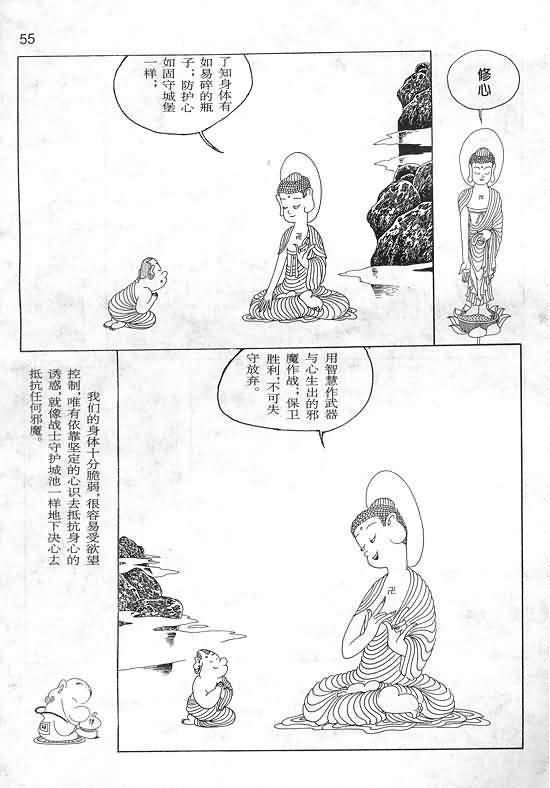 55
修心
了知身体有
如易碎的瓶
子；防护心
如固守城堡
一样；
用智慧作武器
与心生出的邪
魔作战；保卫
胜利，不可失
守放弃。
我们的身体十分脆弱，很容易受欲望
控制，唯有依靠坚定的心识去抵抗身心的
诱惑，就像战士守护城池一样地下决心去
抵抗任何邪魔。